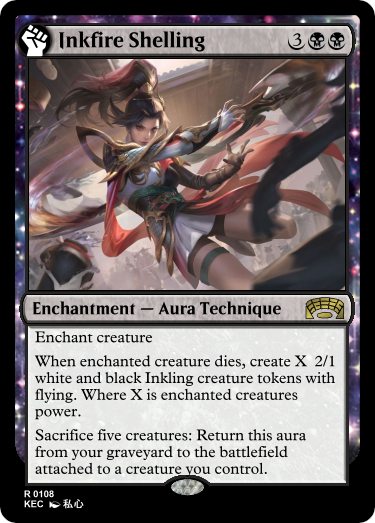 Inkfire Shelling 3
Enchantment — Aura Technique
Enchant creature
When enchanted creature dies, create X 2/1
white and black Inkling creature tokens with
flying. Where X is enchanted creatures
power.
Sacrifice five creatures: Return this aura
from your graveyard to the battlefield
attached to a creature you control.
R 0108
KEC 私心